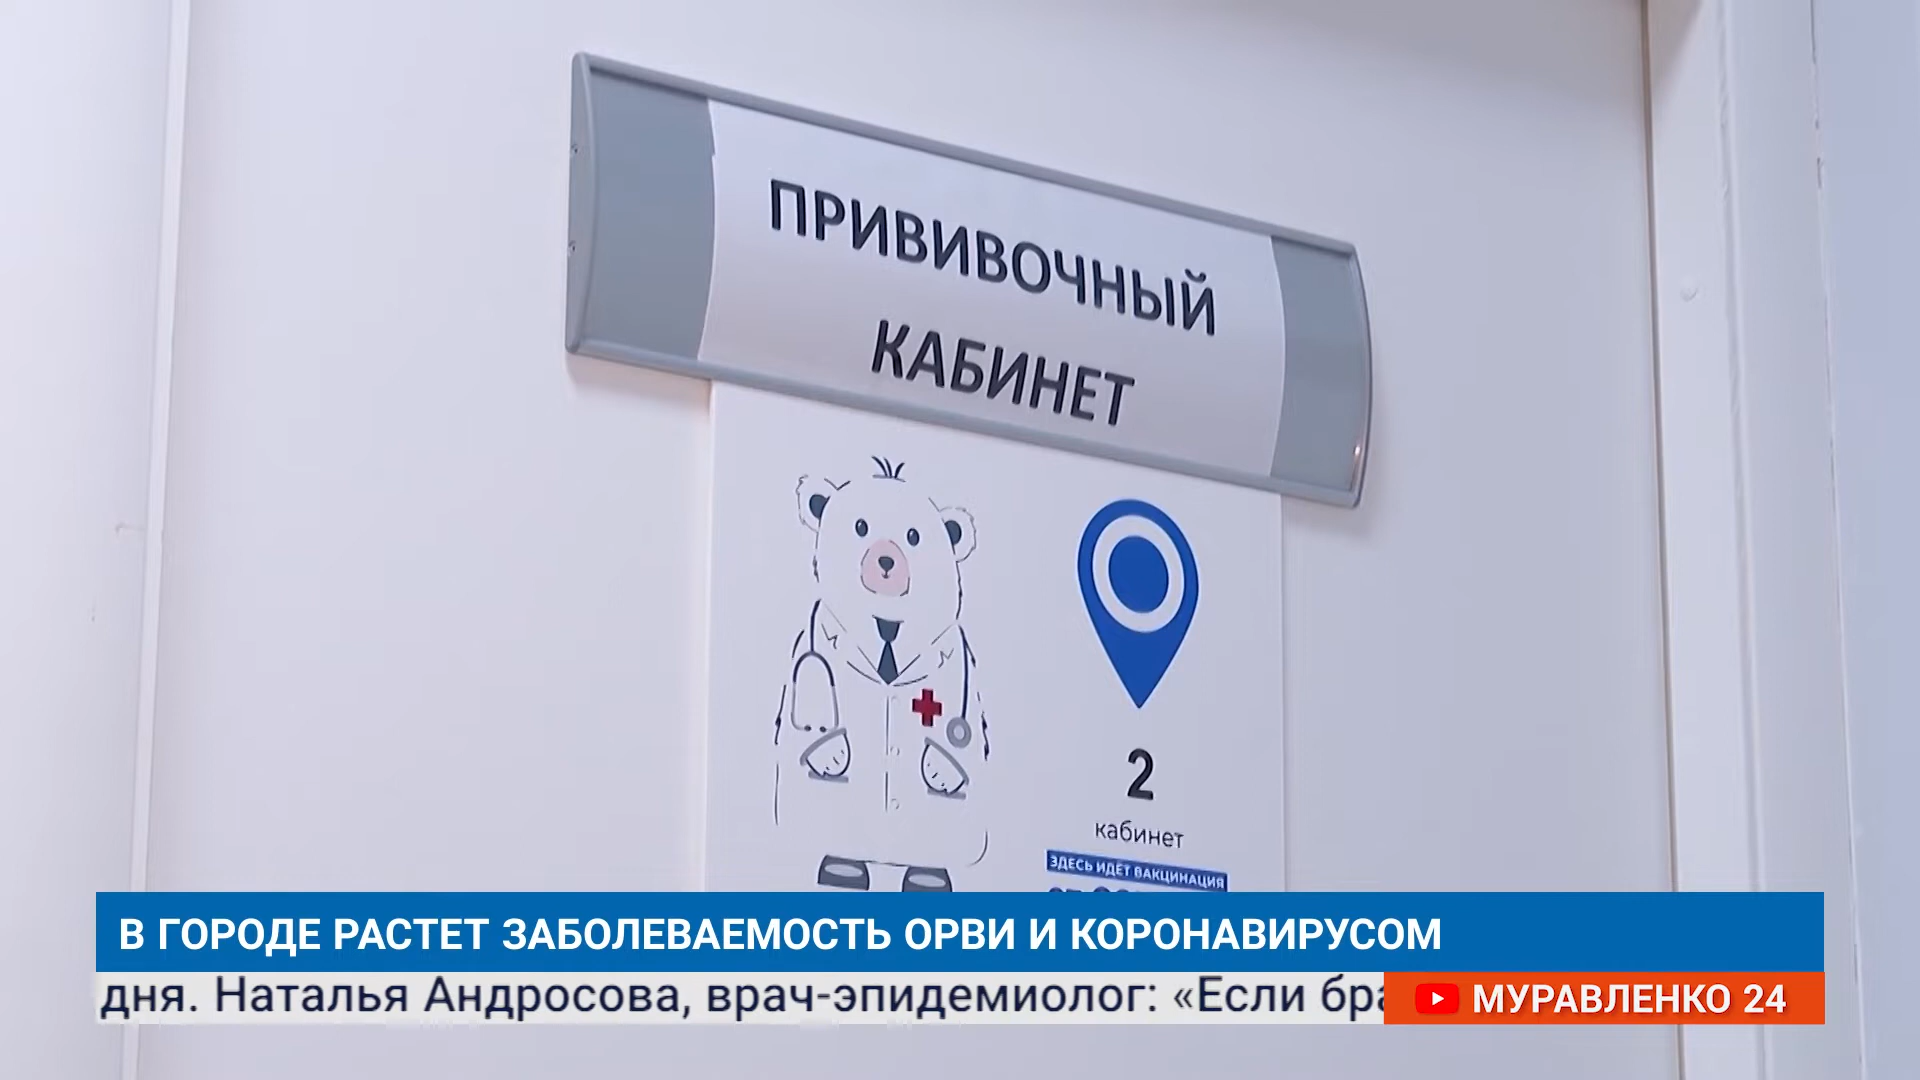 ПРИВИВОЧНЫЙ
КАБИНЕТ
2
кабинет
ЗДЕСЬ ИДЁТ ВАКЦИНАЦИЯ
В ГОРОДЕ РАСТЕТ ЗАБОЛЕВАЕМОСТЬ ОРВИ И КОРОНАВИРУСОМ
дня. Наталья Андросова, врач-эпидемиолог: «Если бра
МУРАВЛЕНКО 24